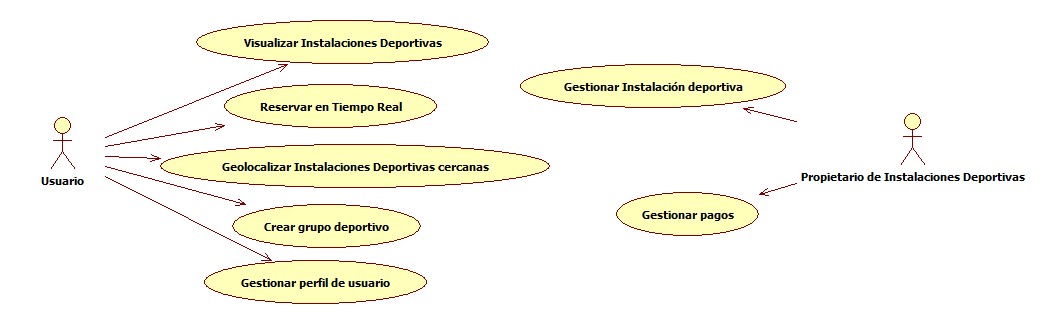 Visualizar Instalaciones Deportivas
Gestionar Instalación deportiva
Reservar en Tiempo Real
Geolocalizar Instalaciones Deportivas cercanas
Usuario
Propietario de Instalaciones Deportivas
Gestionar pagos
Crear grupo deportivo
Gestionar perfil de usuario